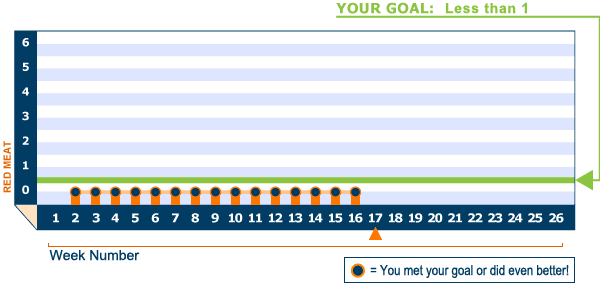 YOUR GOAL: Less than 1
6
5
4
3
2
1
0
RED MEAT
1 2 3 4 5 6 7 8 9 10 11 12 13 14 15 16 17 18 19 20 21 22 23 24 25 26
Week Number
= You met your goal or did even better!